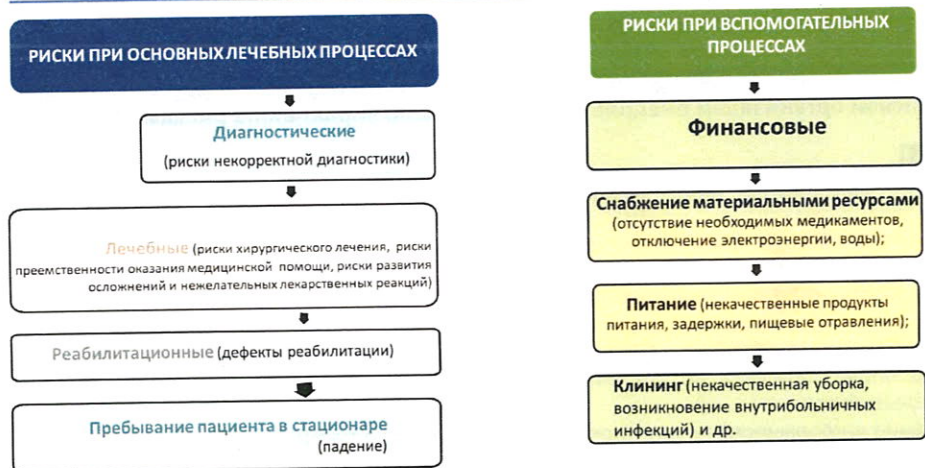 РИСКИ ПРИ ОСНОВНЫХ ЛЕЧЕБНЫХ ПРОЦЕССАХ
Диагностические
(риски некорректной диагностики)
Лечебные (риски хирургического лечения, риски
преемственности оказания медицинской помощи, риски развития
осложнений и нежелательных лекарственных реакций)
Реабилитационные (дефекты реабилитации)
Пребывание пациента в стационаре
(падение)
РИСКИ ПРИ ВСПОМОГАТЕЛЬНЫХ
ПРОЦЕССАХ
Финансовые
Снабжение материальными ресурсами
(отсутствие необходимых медикаментов,
отключение электроэнергии, воды);
Питание (некачественные продукты
питания, задержки, пищевые отравления);
Клининг (некачественная уборка,
возникновение внутрибольничных
инфекций) и др.